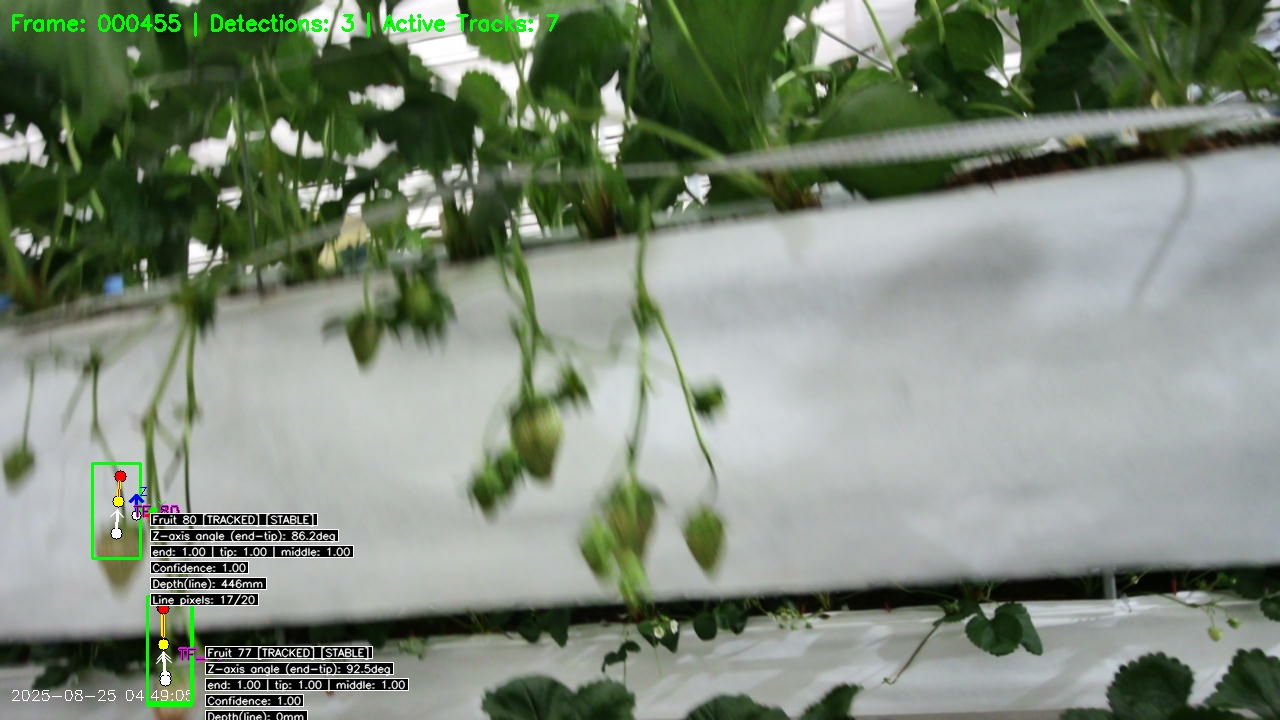 Frame: 000455 | Detections: 3 | Active Tracks: 7
Z
Fruit 80 [TRACKED] [STABLE]
Z-axis angle (end-tip): 86.2deg
end: 1.00 | tip: 1.00 | middle: 1.00
Confidence: 1.00
Depth(line): 446mm
Line pixels: 17/20
Fruit 77 [TRACKED] [STABLE]
Z-axis angle (end-tip): 92.5deg
end: 1.00 | tip: 1.00 | middle: 1.00
Confidence: 1.00
Depth(line): 0mm
2025-08-25 04:49:05